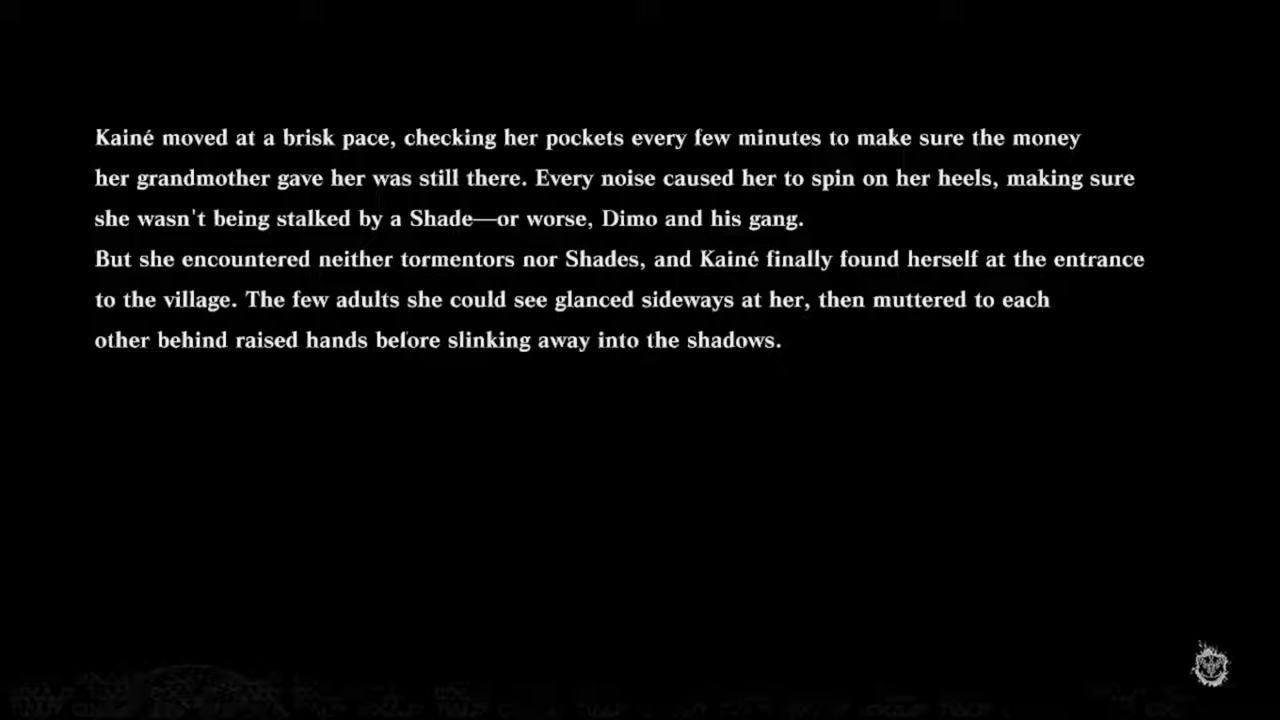 Kainé moved at a brisk pace, checking her pockets every few minutes to make sure the money
her grandmother gave her was still there. Every noise caused her to spin on her heels, making sure
she wasn't being stalked by a Shade—or worse, Dimo and his gang.
But she encountered neither tormentors nor Shades, and Kainé finally found herself at the entrance
to the village. The few adults she could see glanced sideways at her, then muttered to each
other behind raised hands before slinking away into the shadows.